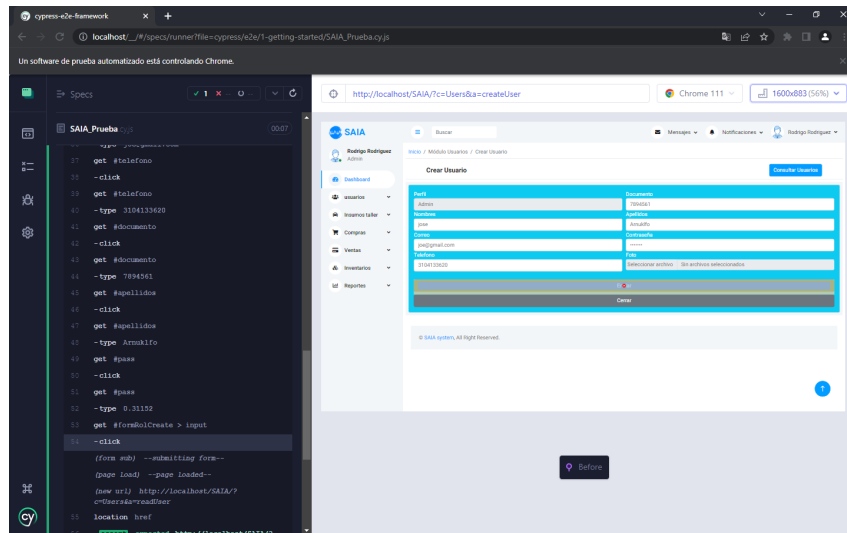 cypress-e2e-framework
localhost/__/#/specs/runner?file=cypress/e2e/1-getting-started/SAIA_Prueba.cy.js
Un software de prueba automatizado está controlando Chrome.
Specs
1
http://localhost/SAIA/?c=Users&a=createUser
Chrome 111
1600x883 (56%)
SAIA_Prueba cy.js
00:07
37 get #telefono
38 -click
39 get #telefono
40 -type 3104133620
41 get #documento
42 -click
43 get #documento
44 -type 7894561
45 get #apellidos
46 -click
47 get #apellidos
48 -type Arnuklfo
49 get #pass
50 -click
51 get #pass
52 -type 0.31152
53 get #formRolCreate > input
54 -click
(form sub) --submitting form--
(page load) --page loaded--
(new url) http://localhost/SAIA/?
c=Users&a=readUser
55 location href
SAIA
Buscar
Mensajes
Notificaciones
Rodrigo Rodriguez
Rodrigo Rodriguez
Admin
Dashboard
usuarios
Insumos taller
Compras
Ventas
Inventarios
Reportes
Inicio / Módulo Usuarios / Crear Usuario
Crear Usuario
Consultar Usuarios
Perfil
Admin
Documento
7894561
Nombres
jose
Apellidos
Arnuklfo
Correo
joe@gmail.com
Contraseña
Telefono
3104133620
Foto
Seleccionar archivo Sin archivos seleccionados
Cerrar
© SAIA system, All Right Reserved.
Before
cy